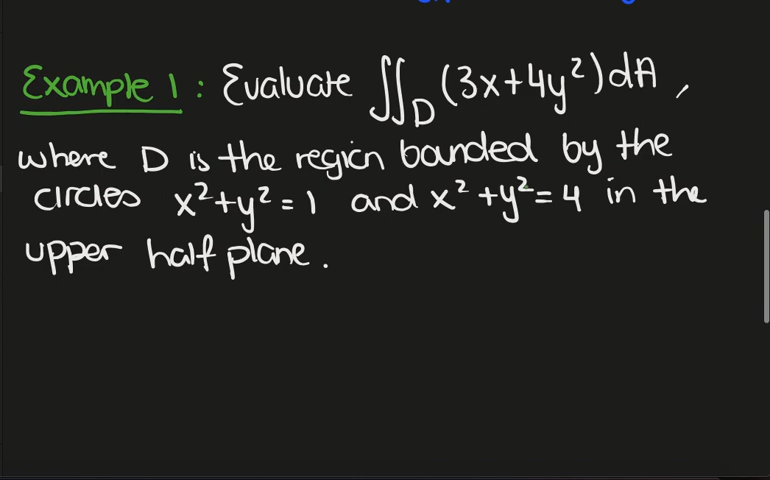 Example 1 : Evaluate ∬_D (3x+4y²)dA ,
where D is the region bounded by the
circles x²+y²=1 and x²+y²=4 in the
upper half plane.